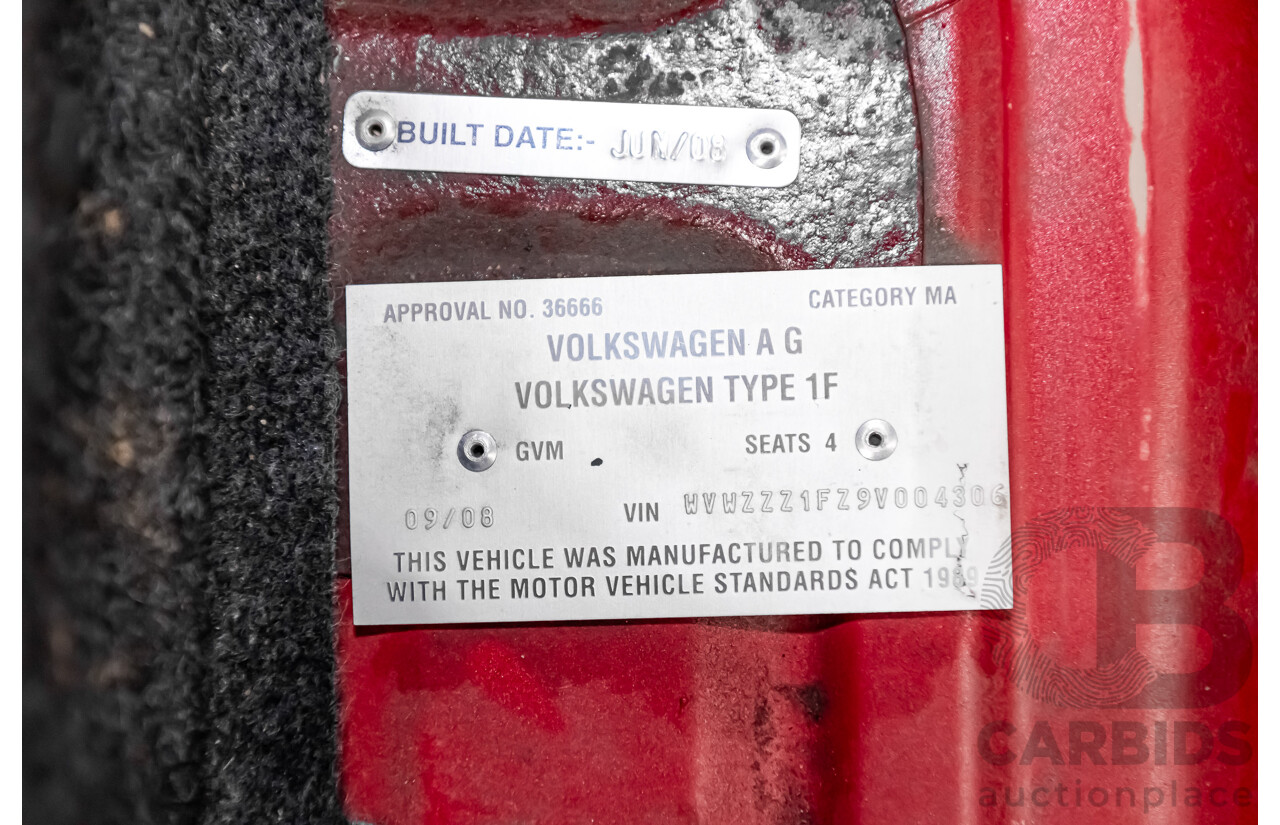 BUILT DATE:- JUN/08
APPROVAL NO. 36666 CATEGORY MA
VOLKSWAGEN A G
VOLKSWAGEN TYPE 1F
GVM SEATS 4
09/08 VIN WVWZZZ1FZ9V004306
THIS VEHICLE WAS MANUFACTURED TO COMPLY
WITH THE MOTOR VEHICLE STANDARDS ACT 1989
CB
CARBIDS
auctionplace